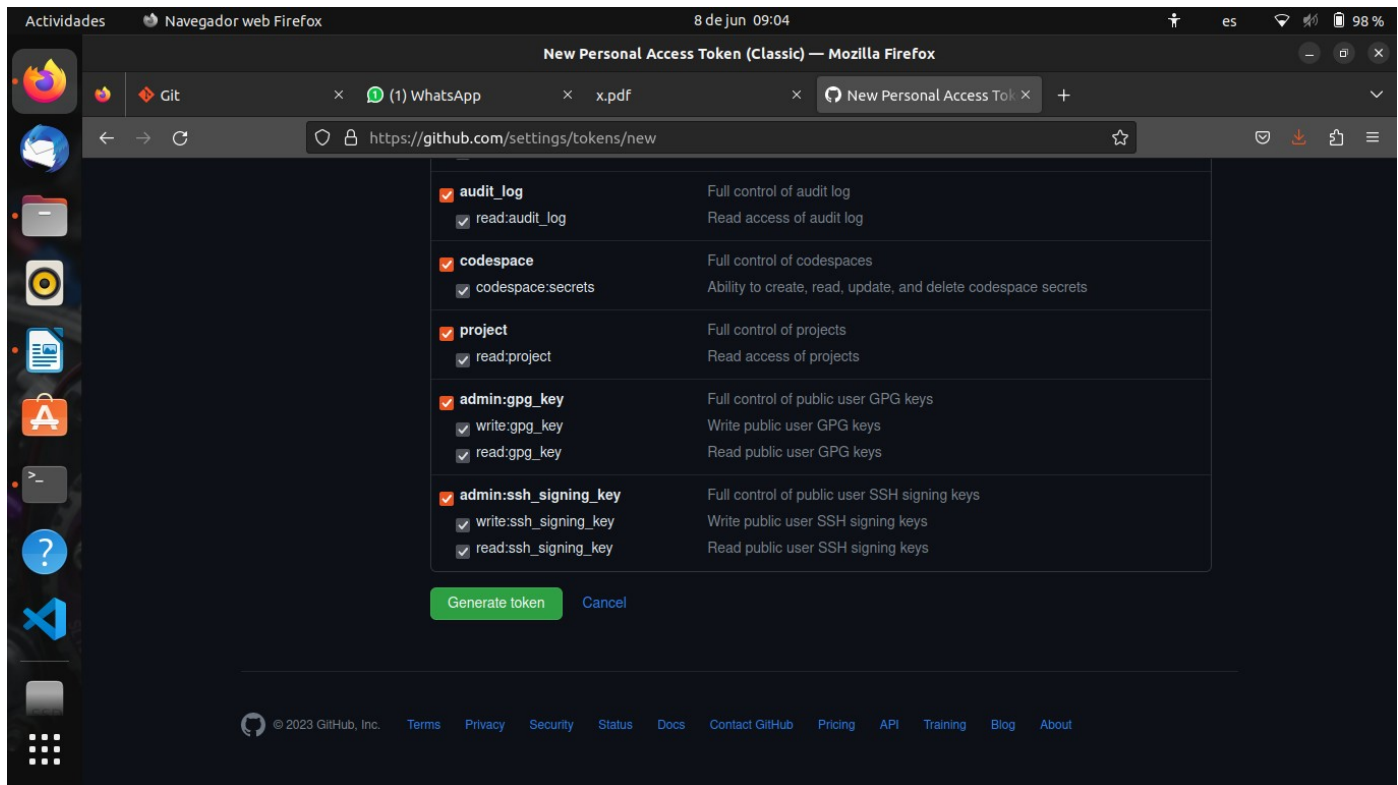 Actividades Navegador web Firefox 8 de jun 09:04 es 98 %
New Personal Access Token (Classic) — Mozilla Firefox
Git (1) WhatsApp x.pdf New Personal Access Tok
https://github.com/settings/tokens/new
audit_log Full control of audit log
read:audit_log Read access of audit log
codespace Full control of codespaces
codespace:secrets Ability to create, read, update, and delete codespace secrets
project Full control of projects
read:project Read access of projects
admin:gpg_key Full control of public user GPG keys
write:gpg_key Write public user GPG keys
read:gpg_key Read public user GPG keys
admin:ssh_signing_key Full control of public user SSH signing keys
write:ssh_signing_key Write public user SSH signing keys
read:ssh_signing_key Read public user SSH signing keys
Generate token Cancel
© 2023 GitHub, Inc. Terms Privacy Security Status Docs Contact GitHub Pricing API Training Blog About